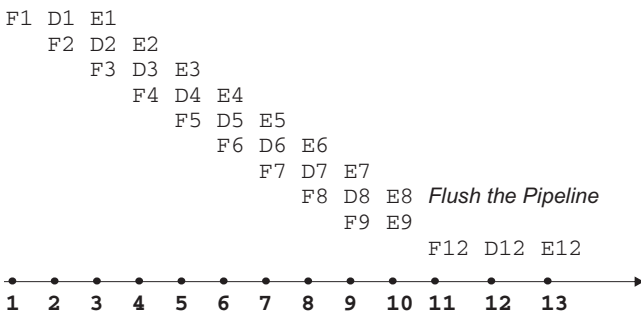 F1 D1 E1
F2 D2 E2
F3 D3 E3
F4 D4 E4
F5 D5 E5
F6 D6 E6
F7 D7 E7
F8 D8 E8 Flush the Pipeline
F9 E9
F12 D12 E12
1 2 3 4 5 6 7 8 9 10 11 12 13